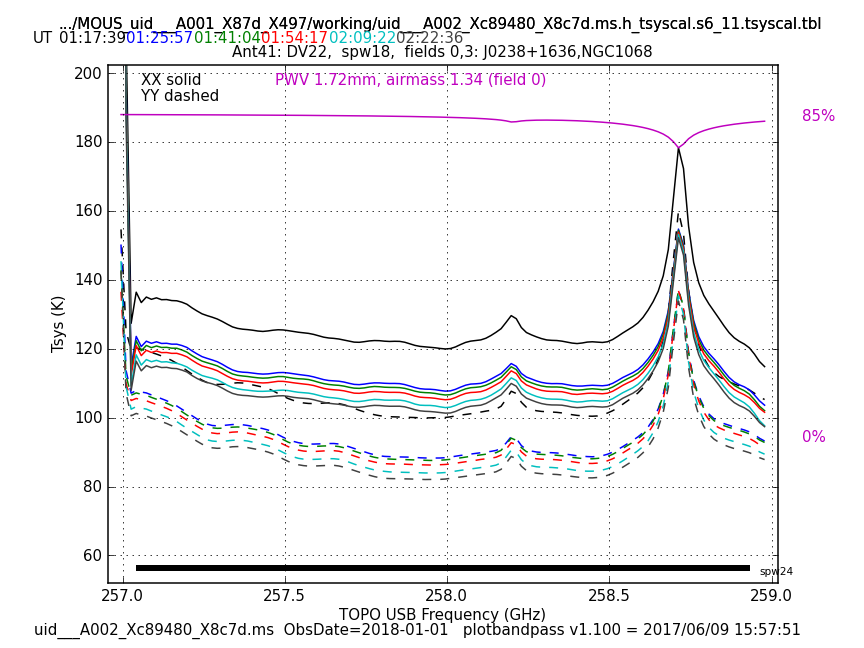 .../MOUS_uid___A001_X87d_X497/working/uid___A002_Xc89480_X8c7d.ms.h_tsyscal.s6_11.tsyscal.tbl
UT 01:17:39 01:25:57 01:41:04 01:54:17 02:09:22 02:22:36
Ant41: DV22, spw18, fields 0,3: J0238+1636,NGC1068
XX solid
YY dashed
PWV 1.72mm, airmass 1.34 (field 0)
200
180
160
140
120
100
80
60
Tsys (K)
85%
0%
spw24
257.0 257.5 258.0 258.5 259.0
TOPO USB Frequency (GHz)
uid___A002_Xc89480_X8c7d.ms ObsDate=2018-01-01 plotbandpass v1.100 = 2017/06/09 15:57:51